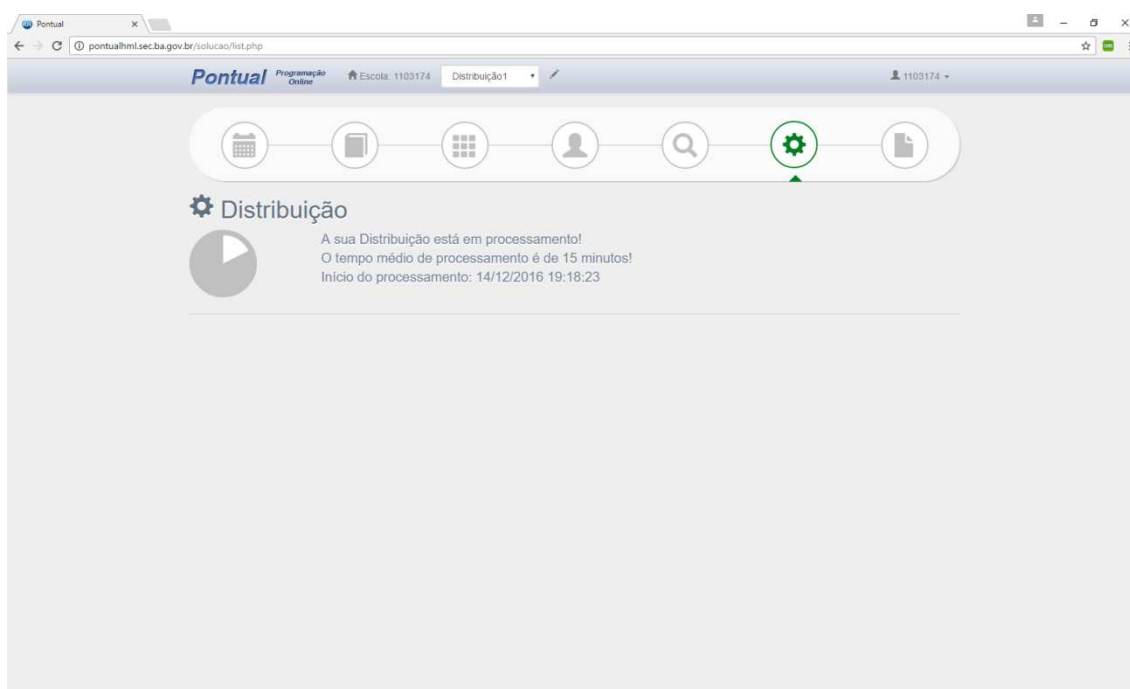 Pontual
pontualhml.sec.ba.gov.br/solucao/list.php
Pontual Programação Online Escola: 1103174 Distribuição1 1103174
Distribuição
A sua Distribuição está em processamento!
O tempo médio de processamento é de 15 minutos!
Início do processamento: 14/12/2016 19:18:23